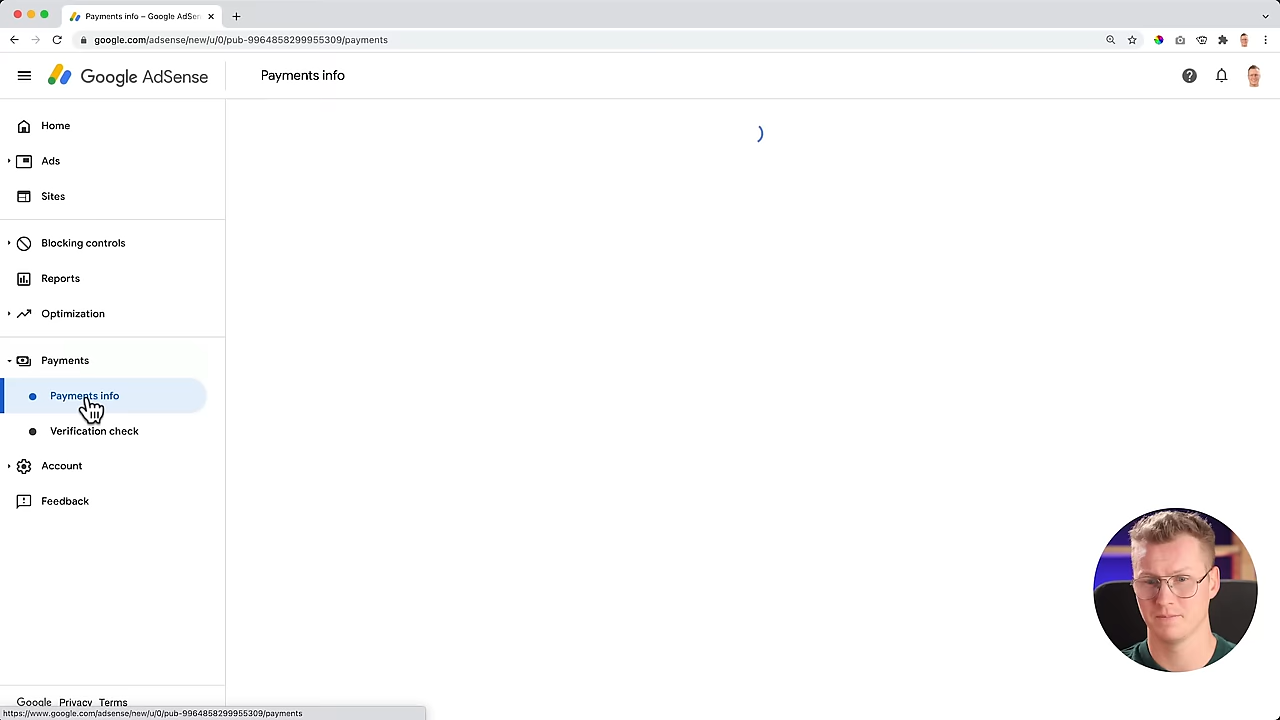 Payments info – Google AdSen
google.com/adsense/new/u/0/pub-9964858299955309/payments
Google AdSense
Payments info
Home
Ads
Sites
Blocking controls
Reports
Optimization
Payments
Payments info
Verification check
Account
Feedback
Google Privacy Terms
https://www.google.com/adsense/new/u/0/pub-9964858299955309/payments